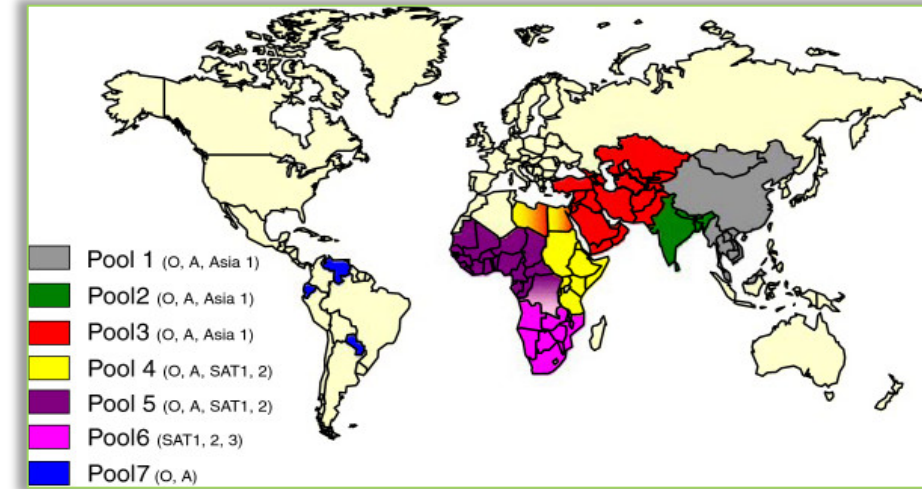 Pool 1 (O, A, Asia 1)
Pool2 (O, A, Asia 1)
Pool3 (O, A, Asia 1)
Pool 4 (O, A, SAT1, 2)
Pool 5 (O, A, SAT1, 2)
Pool6 (SAT1, 2, 3)
Pool7 (O, A)